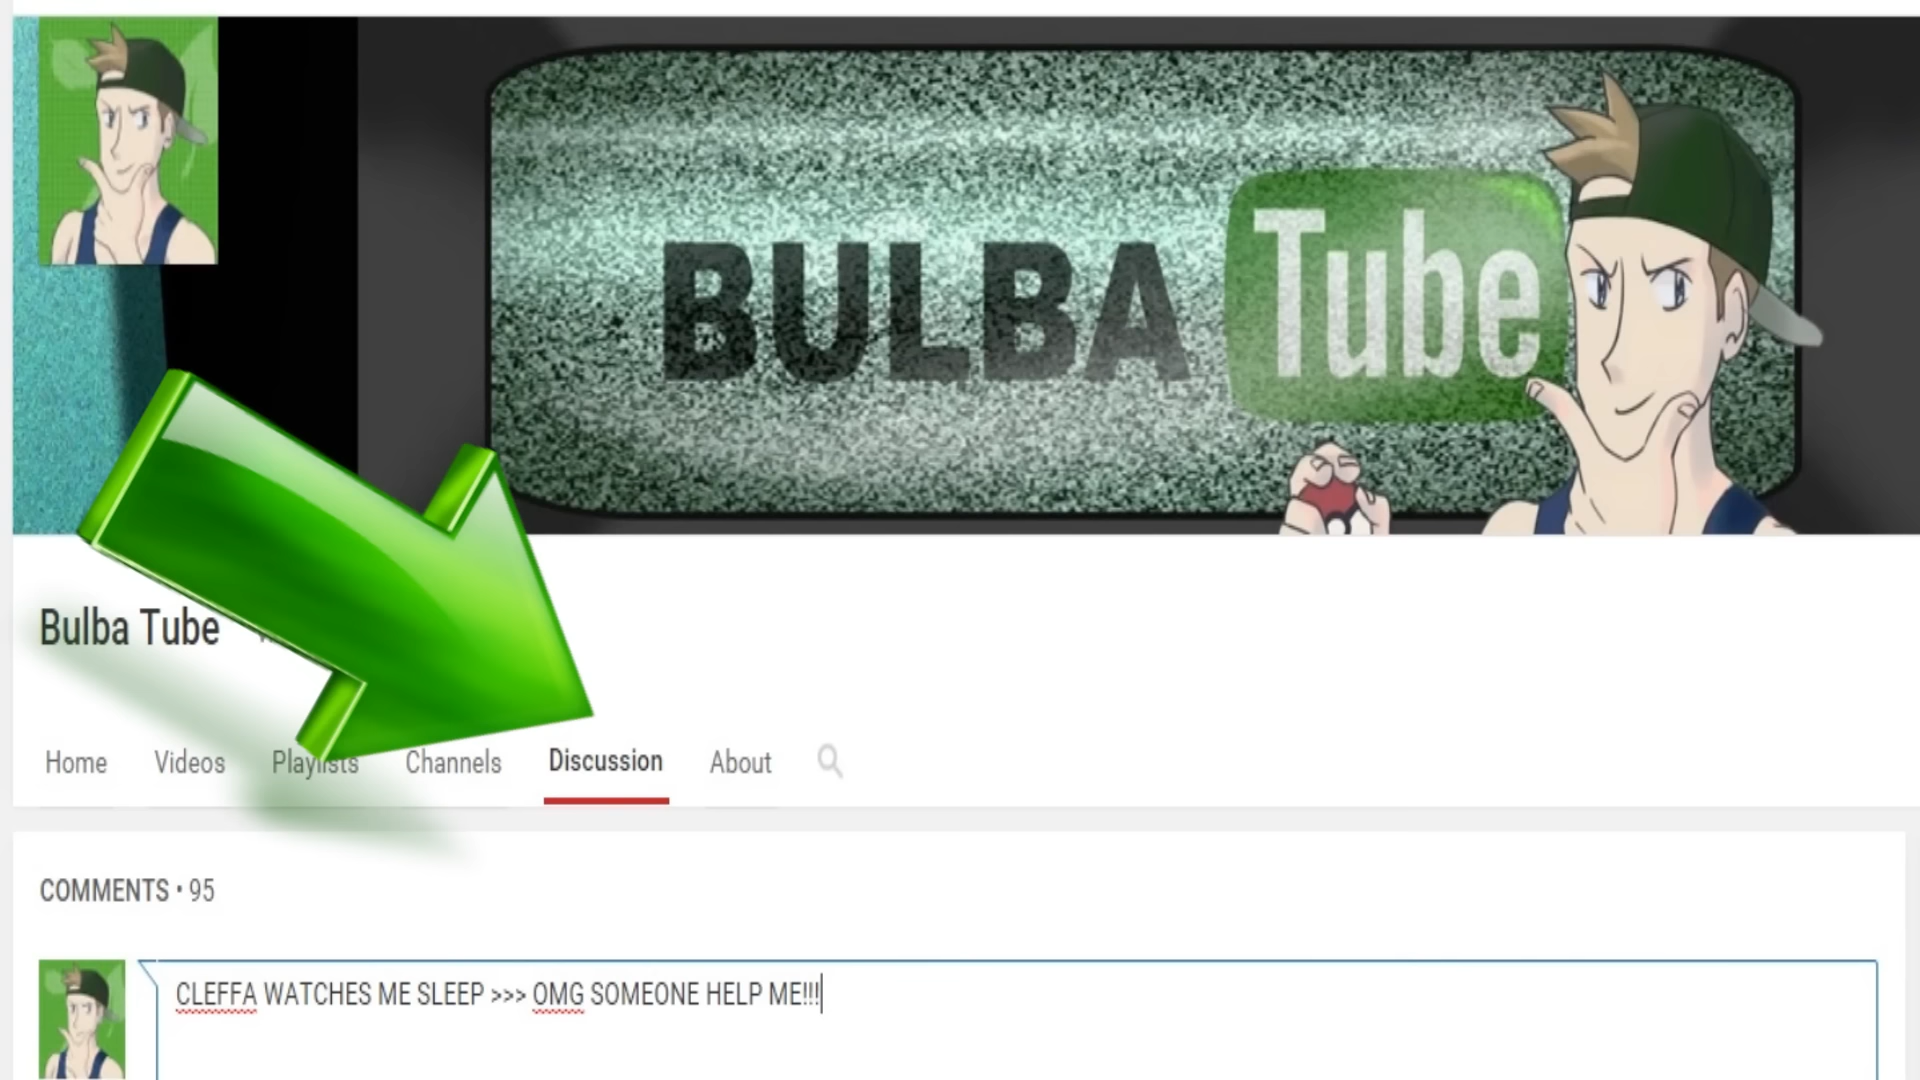 BULBA Tube
Bulba Tube
Home Videos Playlists Channels Discussion About
COMMENTS • 95
CLEFFA WATCHES ME SLEEP >>> OMG SOMEONE HELP ME!!!